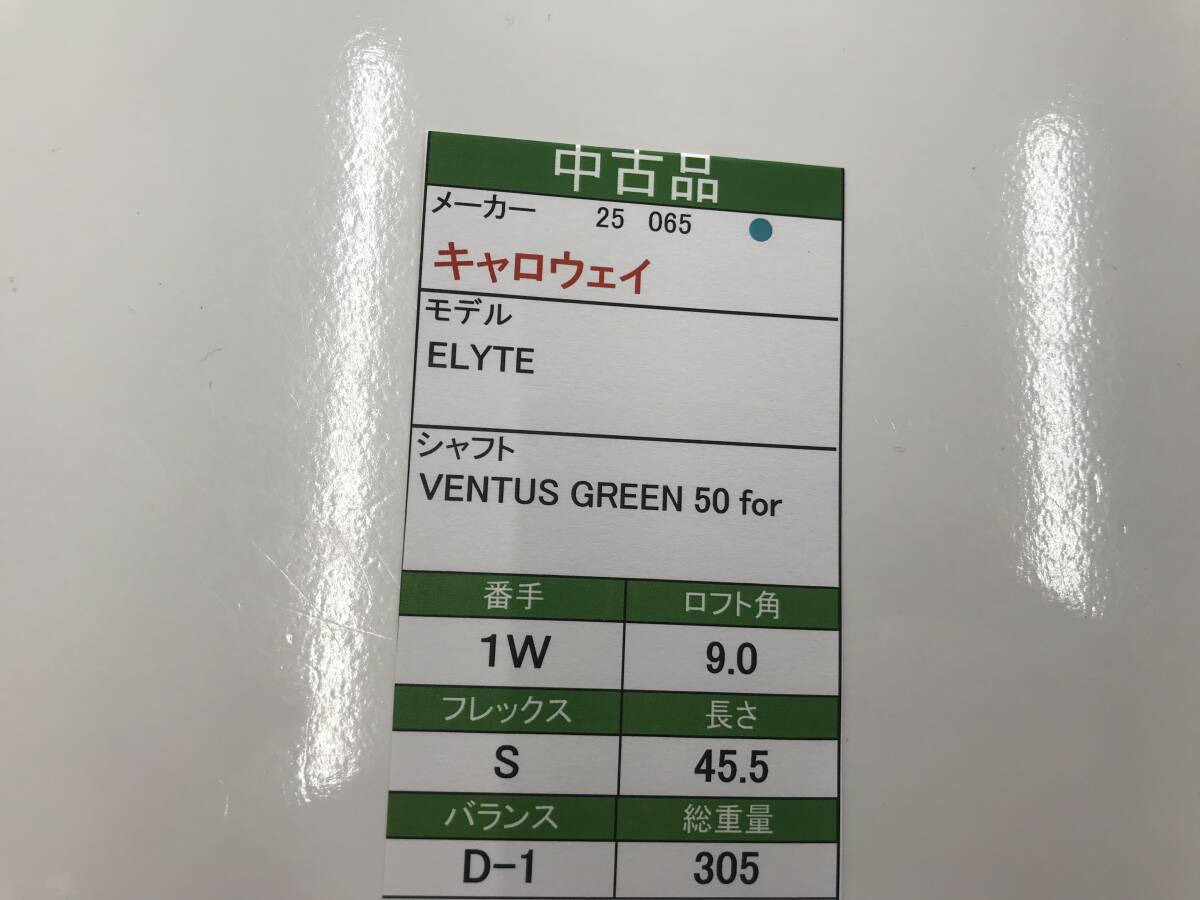 中古品
メーカー 25 065
キャロウェイ
モデル
ELYTE
シャフト
VENTUS GREEN 50 for
番手 ロフト角
1W 9.0
フレックス 長さ
S 45.5
バランス 総重量
D-1 305